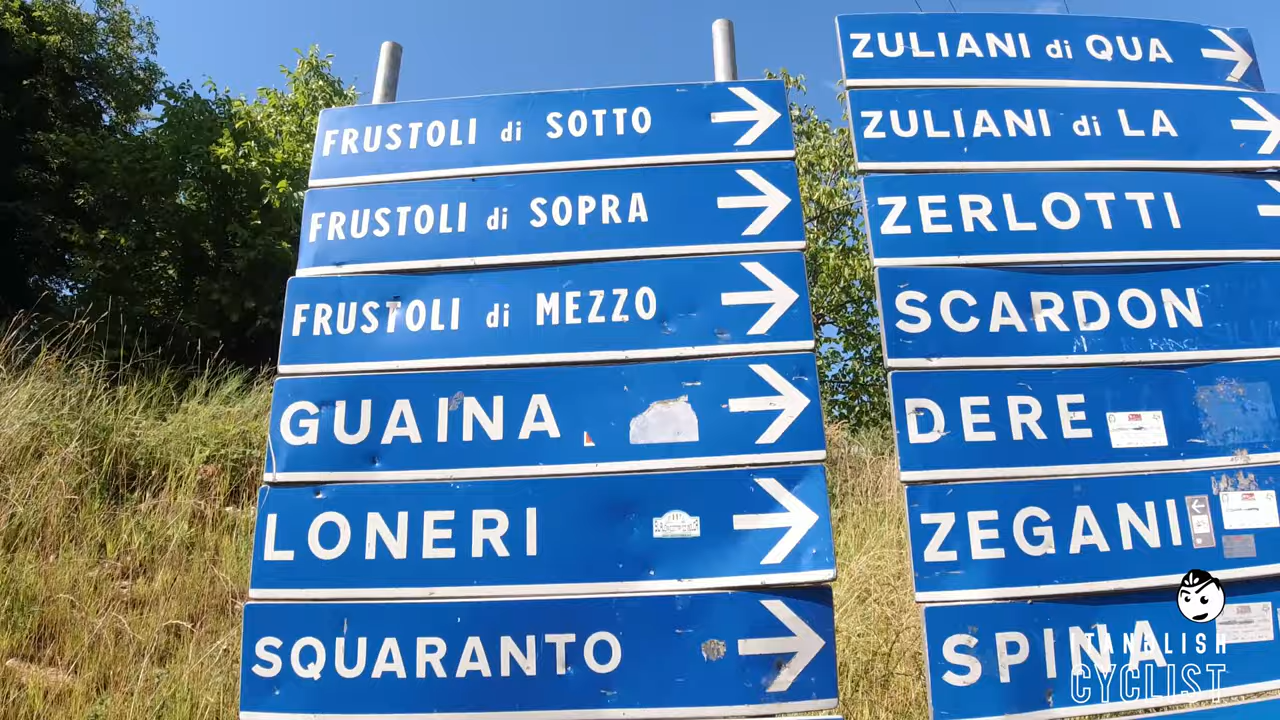 FRUSTOLI di SOTTO
FRUSTOLI di SOPRA
FRUSTOLI di MEZZO
GUAINA
LONERI
SQUARANTO
ZULIANI di QUA
ZULIANI di LA
ZERLOTTI
SCARDON
DERE
ZEGANI
SPINA
ITANGLISH
CYCLIST